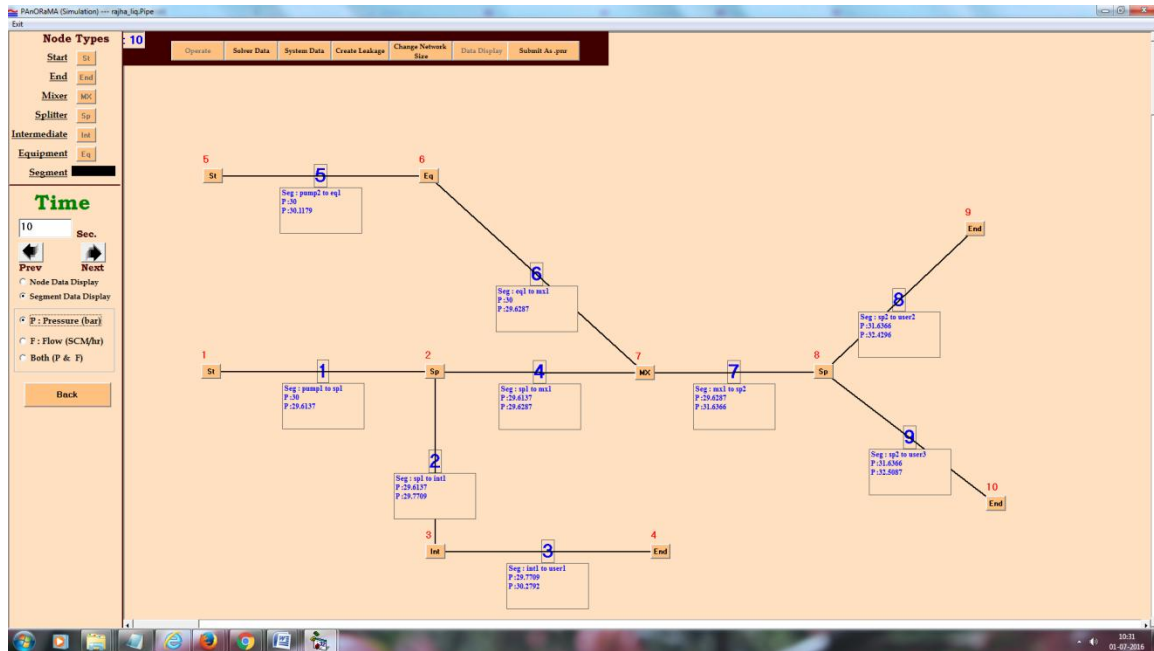 PAnORaMA (Simulation) --- rajha_liq.Pipe
Exit
Node Types
: 10
Start St
End End
Mixer MX
Splitter Sp
Intermediate Int
Equipment Eq
Segment
Operate Solver Data System Data Create Leakage Change Network Size Data Display Submit As .pnr
Time
10 Sec.
Prev Next
Node Data Display
Segment Data Display
P : Pressure (bar)
F : Flow (SCM/hr)
Both (P & F)
Back
5
St
5
6
Eq
Seg : pump2 to eq1
P :30
P :30.1179
9
End
6
Seg : eq1 to mx1
P :30
P :29.6287
8
Seg : sp2 to user2
P :31.6366
P :32.4296
1
St
1
2
Sp
4
7
MX
7
8
Sp
Seg : pump1 to sp1
P :30
P :29.6137
Seg : sp1 to mx1
P :29.6137
P :29.6287
Seg : mx1 to sp2
P :29.6287
P :31.6366
9
Seg : sp2 to user3
P :31.6366
P :32.5087
2
Seg : sp1 to int1
P :29.6137
P :29.7709
10
End
3
Int
3
4
End
Seg : int1 to user1
P :29.7709
P :30.2792
10:31
01-07-2016